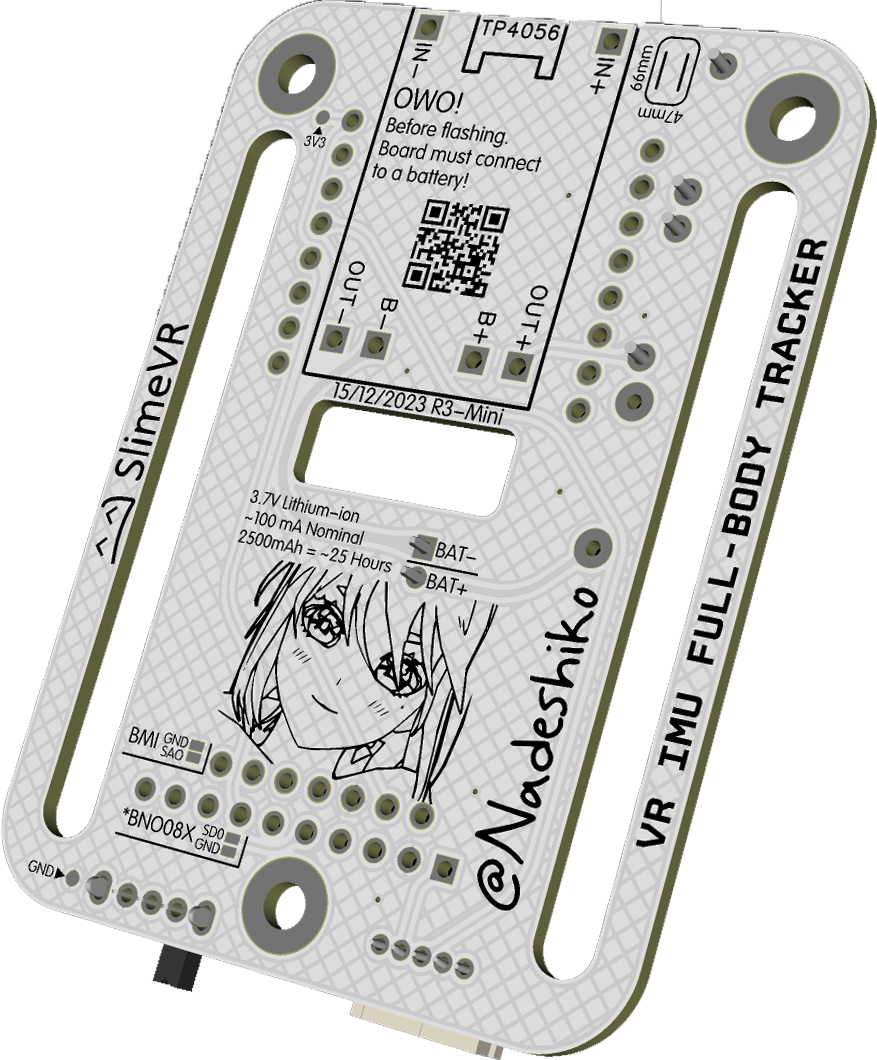 TP4056
IN-
IN+
66mm
47mm
OWO!
Before flashing.
Board must connect
to a battery!
3V3
OUT-
B-
B+
OUT+
15/12/2023 R3-Mini
SlimeVR
VR IMU FULL-BODY TRACKER
3.7V Lithium-ion
~100 mA Nominal
2500mAh = ~25 Hours
BAT-
BAT+
@Nadeshiko
BMI GND
SAO
*BNO08X SD0
GND
GND